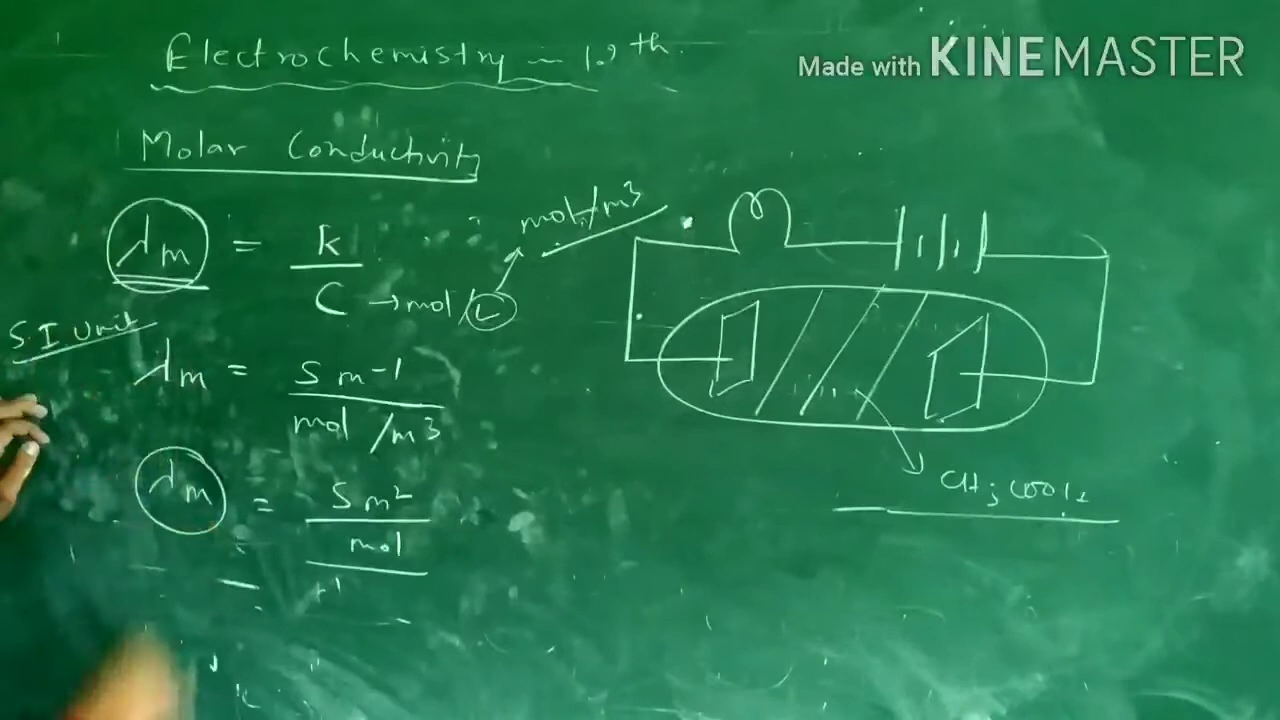 Electrochemistry – 12th
Made with KINEMASTER
Molar Conductivity
λm = k / C → mol/L
mol/m³
S.I Unit
λm = S m⁻¹ / mol/m³
λm = S m² / mol
CH3COOH